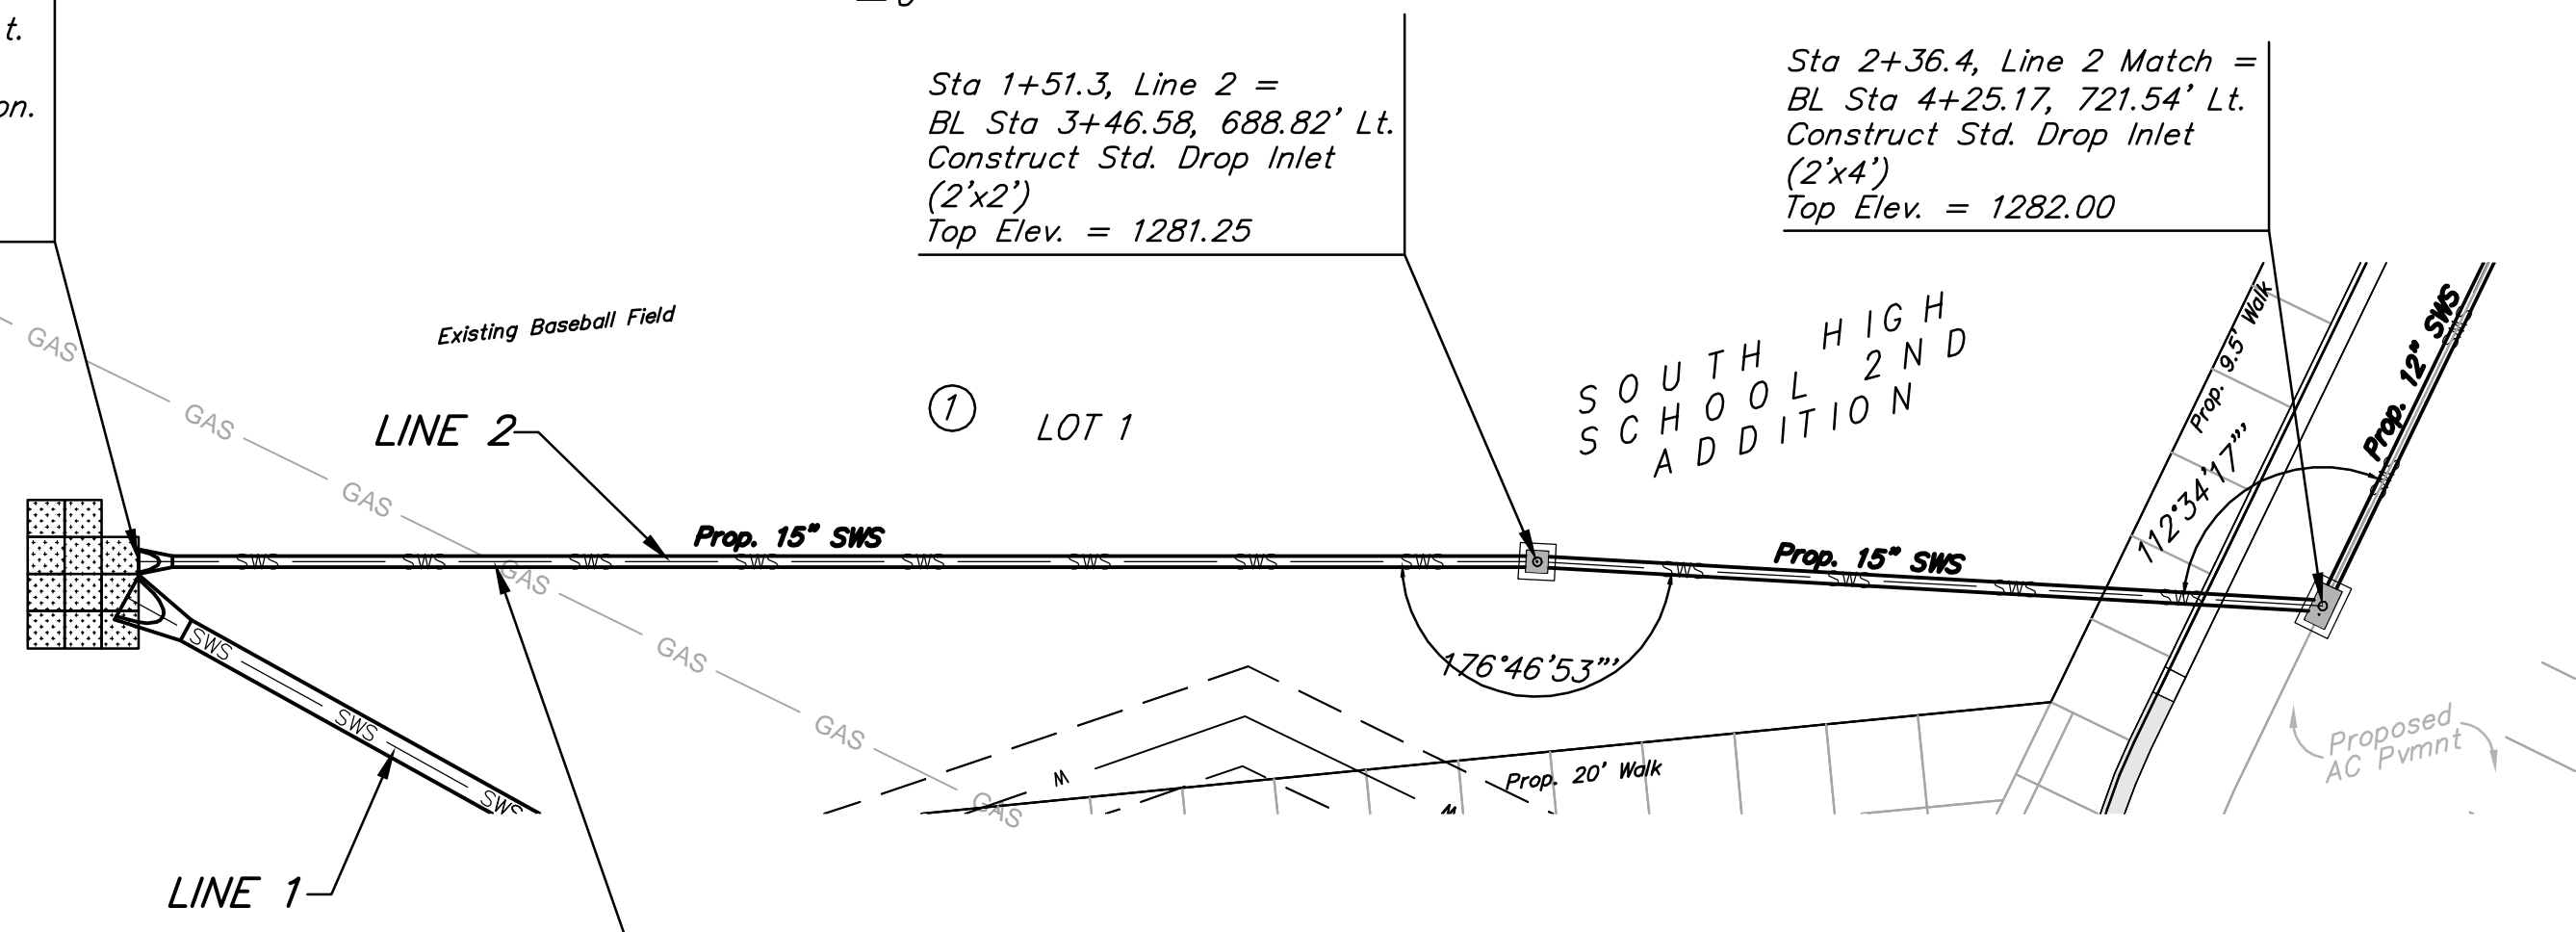 t.
on.
Sta 1+51.3, Line 2 =
BL Sta 3+46.58, 688.82' Lt.
Construct Std. Drop Inlet
(2'x2')
Top Elev. = 1281.25
Sta 2+36.4, Line 2 Match =
BL Sta 4+25.17, 721.54' Lt.
Construct Std. Drop Inlet
(2'x4')
Top Elev. = 1282.00
Existing Baseball Field
GAS
GAS
GAS
GAS
GAS
GAS
GAS
LINE 2
1
LOT 1
SOUTH HIGH
SCHOOL 2ND
ADDITION
Prop. 9.5' Walk
Prop. 12" SWS
SWS
SWS
112°34'17"'
Prop. 15" SWS
SWS SWS SWS SWS SWS SWS SWS SWS
Prop. 15" SWS
SWS SWS SWS SWS
176°46'53"'
SWS
SWS
SWS
W
W
Prop. 20' Walk
Proposed
AC Pvmnt
LINE 1